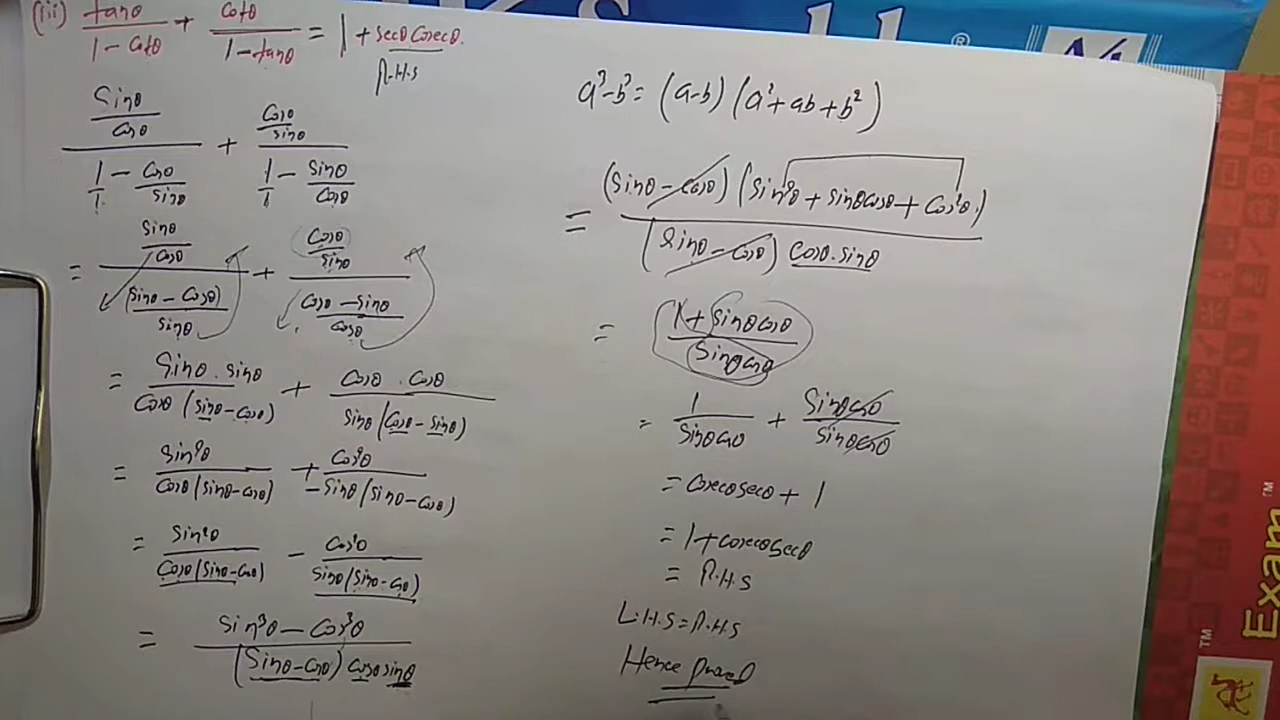 (iii) tanθ/(1 - cotθ) + cotθ/(1 - tanθ) = 1 + secθ cosecθ.
R.H.S
(sinθ/cosθ)/(1/1 - cosθ/sinθ) + (cosθ/sinθ)/(1/1 - sinθ/cosθ)
= (sinθ/cosθ)/((sinθ - cosθ)/sinθ) + (cosθ/sinθ)/((cosθ - sinθ)/cosθ)
= sinθ . sinθ/(cosθ (sinθ - cosθ)) + cosθ . cosθ/(sinθ (cosθ - sinθ))
= sin²θ/(cosθ (sinθ - cosθ)) + cos²θ/(-sinθ (sinθ - cosθ))
= sin²θ/(cosθ (sinθ - cosθ)) - cos²θ/(sinθ (sinθ - cosθ))
= (sin³θ - cos³θ)/((sinθ - cosθ) cosθ sinθ)
a³-b³ = (a-b) (a²+ab+b²)
= (sinθ - cosθ) (sin²θ + sinθcosθ + cos²θ.)/((sinθ - cosθ) cosθ.sinθ)
= (1 + sinθcosθ)/(sinθcosθ)
= 1/(sinθcosθ) + sinθcosθ/(sinθcosθ)
= cosecθsecθ + 1
= 1 + cosecθsecθ
= R.H.S
L.H.S = R.H.S
Hence proved
®
Exam™
TM